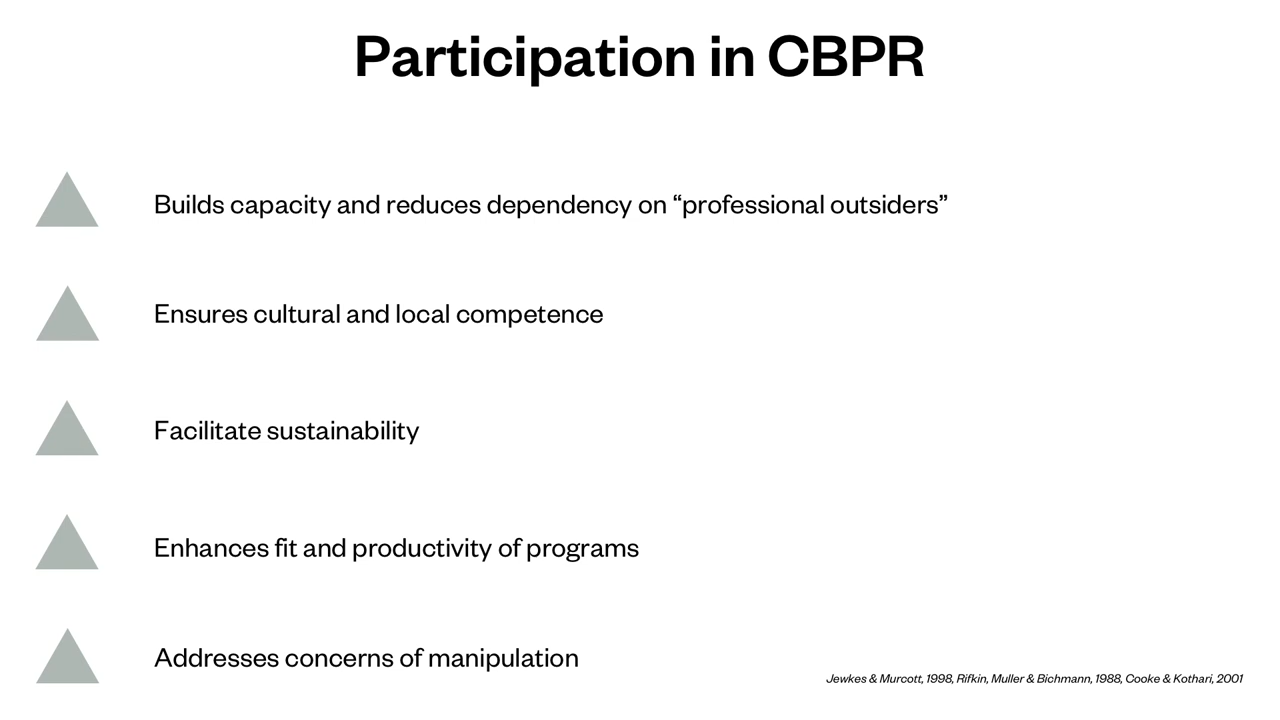 Participation in CBPR
Builds capacity and reduces dependency on “professional outsiders”
Ensures cultural and local competence
Facilitate sustainability
Enhances fit and productivity of programs
Addresses concerns of manipulation
Jewkes & Murcott, 1998, Rifkin, Muller & Bichmann, 1988, Cooke & Kothari, 2001